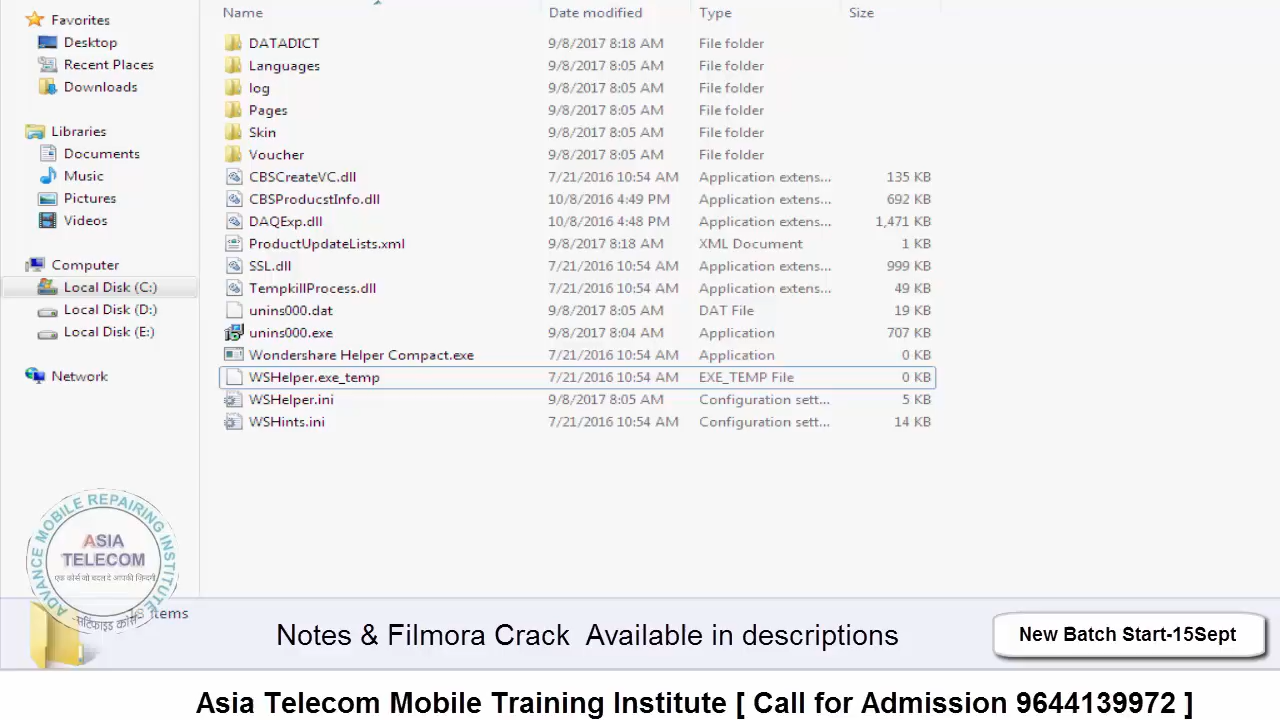 Favorites
Desktop
Recent Places
Downloads
Libraries
Documents
Music
Pictures
Videos
Computer
Local Disk (C:)
Local Disk (D:)
Local Disk (E:)
Network
Name Date modified Type Size
DATADICT 9/8/2017 8:18 AM File folder
Languages 9/8/2017 8:05 AM File folder
log 9/8/2017 8:05 AM File folder
Pages 9/8/2017 8:05 AM File folder
Skin 9/8/2017 8:05 AM File folder
Voucher 9/8/2017 8:05 AM File folder
CBSCreateVC.dll 7/21/2016 10:54 AM Application extens... 135 KB
CBSProducstInfo.dll 10/8/2016 4:49 PM Application extens... 692 KB
DAQExp.dll 10/8/2016 4:48 PM Application extens... 1,471 KB
ProductUpdateLists.xml 9/8/2017 8:18 AM XML Document 1 KB
SSL.dll 7/21/2016 10:54 AM Application extens... 999 KB
TempkillProcess.dll 7/21/2016 10:54 AM Application extens... 49 KB
unins000.dat 9/8/2017 8:05 AM DAT File 19 KB
unins000.exe 9/8/2017 8:04 AM Application 707 KB
Wondershare Helper Compact.exe 7/21/2016 10:54 AM Application 0 KB
WSHelper.exe_temp 7/21/2016 10:54 AM EXE_TEMP File 0 KB
WSHelper.ini 9/8/2017 8:05 AM Configuration sett... 5 KB
WSHints.ini 7/21/2016 10:54 AM Configuration sett... 14 KB
ADVANCE MOBILE REPAIRING INSTITUTE
ASIA
TELECOM
एक कोर्स जो बदल दे आपकी ज़िन्दगी
-सर्टिफाइड कोर्स-
18 items
Notes & Filmora Crack Available in descriptions
New Batch Start-15Sept
Asia Telecom Mobile Training Institute [ Call for Admission 9644139972 ]